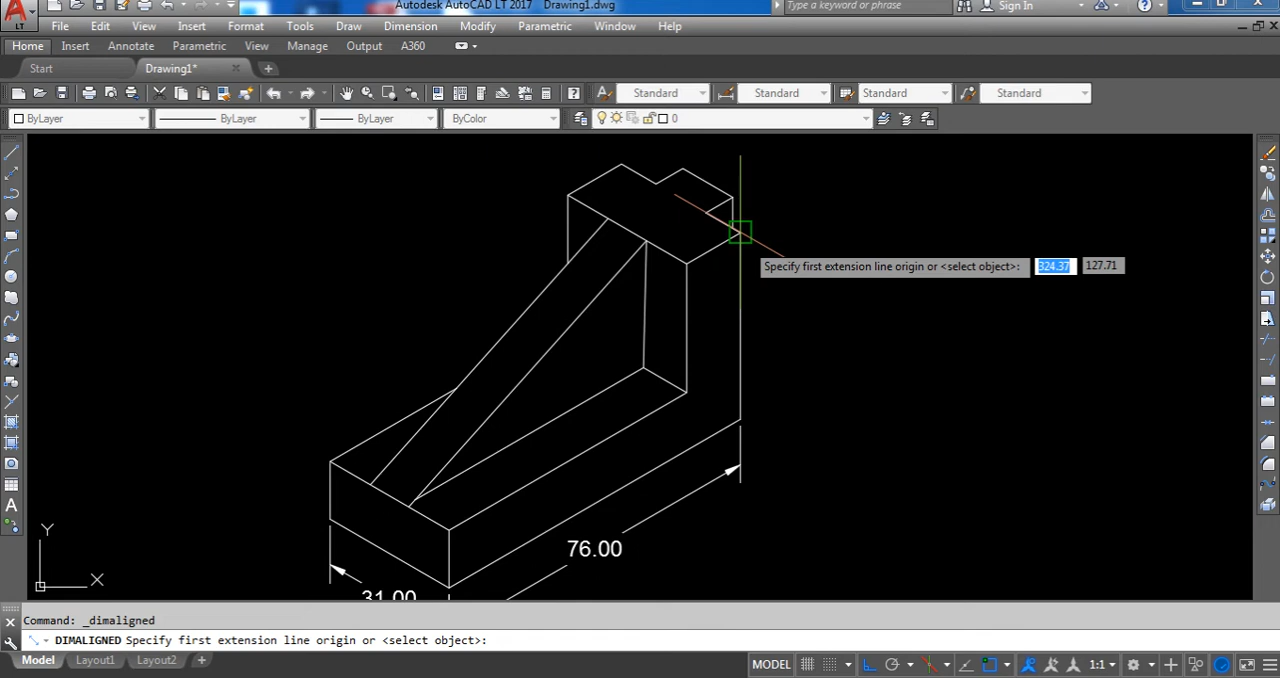 Autodesk AutoCAD LT 2017 Drawing1.dwg
Type a keyword or phrase
Sign In
LT
File Edit View Insert Format Tools Draw Dimension Modify Parametric Window Help
Home Insert Annotate Parametric View Output A360
Start Drawing1*
Standard Standard Standard Standard
ByLayer ByLayer ByLayer ByColor 0
Specify first extension line origin or <select object>: 324.37 127.71
Y
X
76.00
31.00
A
Command: _dimaligned
DIMALIGNED Specify first extension line origin or <select object>:
Model Layout1 Layout2
MODEL 1:1